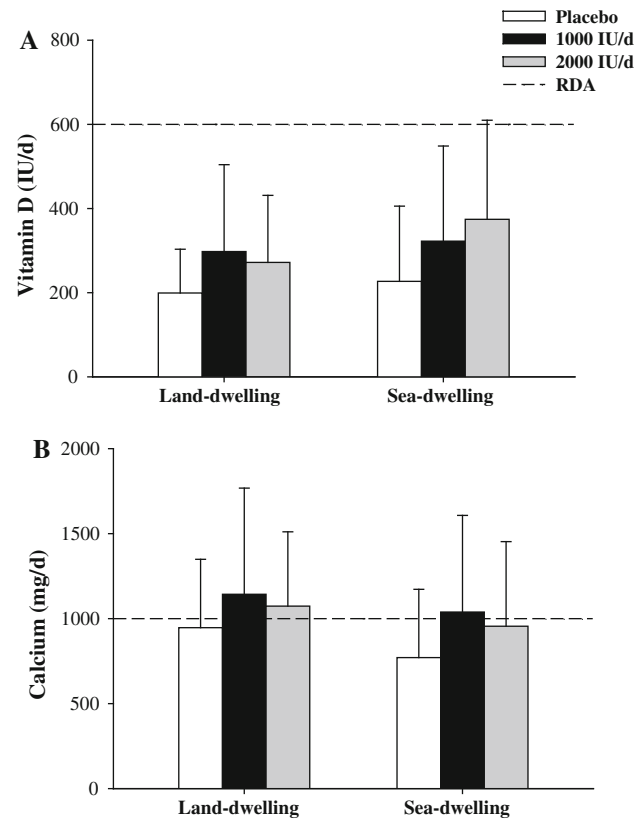 Placebo
1000 IU/d
2000 IU/d
RDA
A
800
600
400
200
0
Vitamin D (IU/d)
Land-dwelling Sea-dwelling
B
2000
1500
1000
500
0
Calcium (mg/d)
Land-dwelling Sea-dwelling